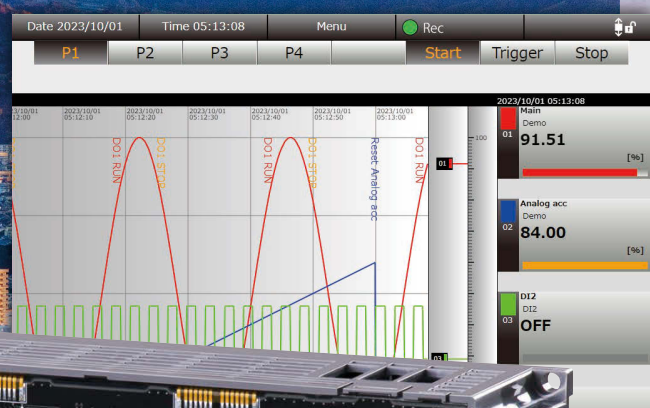 Date 2023/10/01 Time 05:13:08 Menu Rec
P1 P2 P3 P4 Start Trigger Stop
2023/10/01 05:13:08
2023/10/01 05:12:10
2023/10/01 05:12:20
2023/10/01 05:12:30
2023/10/01 05:12:40
2023/10/01 05:12:50
2023/10/01 05:13:00
DO1 RUN
DO1 STOP
DO1 RUN
DO1 STOP
Reset Analog acc
DO1 RUN
100
01
03
01
Main
Demo
91.51
[%]
02
Analog acc
Demo
84.00
[%]
03
DI2
DI2
OFF